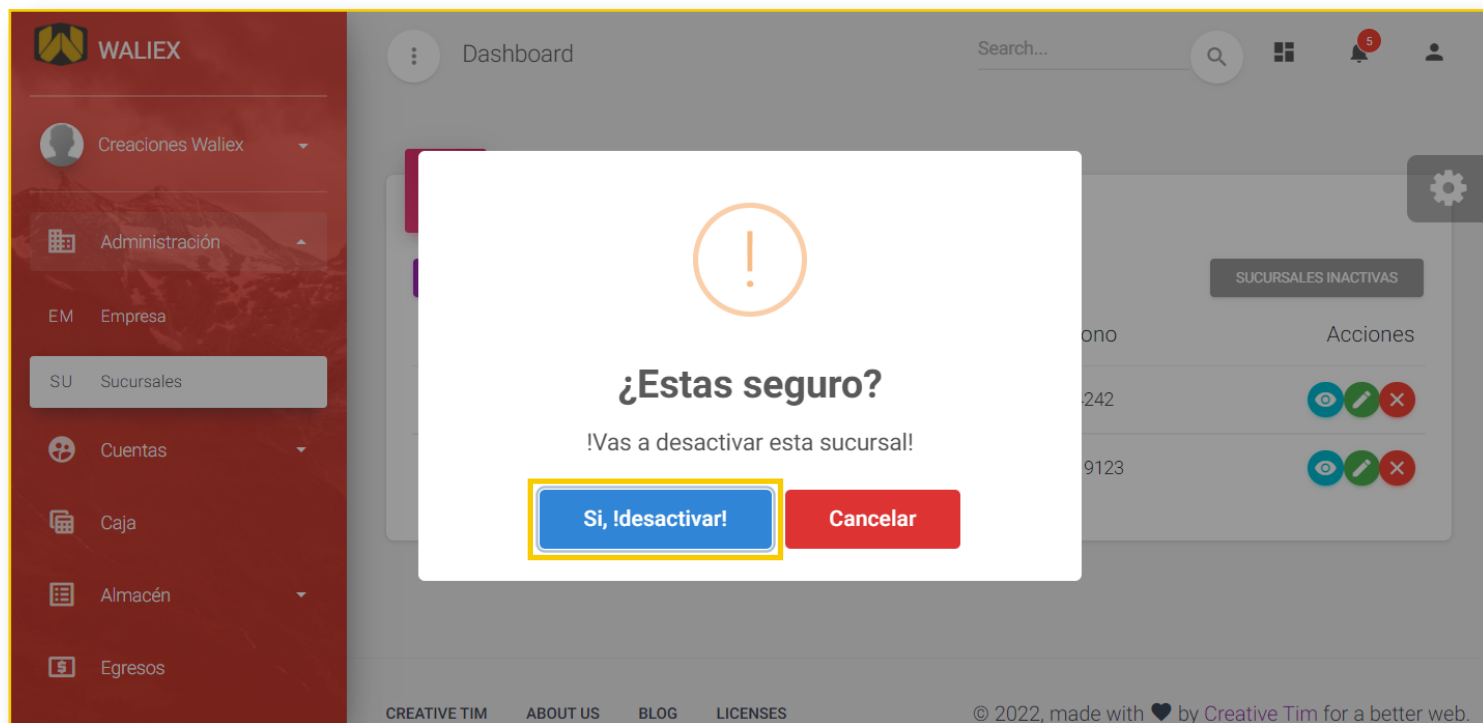 WALIEX
Dashboard
Search...
5
Creaciones Waliex
Administración
EM Empresa
SU Sucursales
Cuentas
Caja
Almacén
Egresos
SUCURSALES INACTIVAS
ono Acciones
242
9123
¿Estas seguro?
!Vas a desactivar esta sucursal!
Si, !desactivar! Cancelar
CREATIVE TIM ABOUT US BLOG LICENSES
© 2022, made with by Creative Tim for a better web.